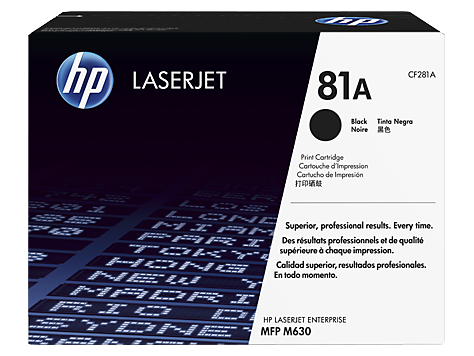 hp
LASERJET
81A
CF281A
Black
Noire
Tinta Negra
黑色
Print Cartridge
Cartouche d'Impression
Cartucho de Impresión
打印硒鼓
Superior, professional results. Every time.
Des résultats professionnels et de qualité
supérieure à chaque impression.
Calidad superior, resultados profesionales.
En todo momento.
HP LASERJET ENTERPRISE
MFP M630